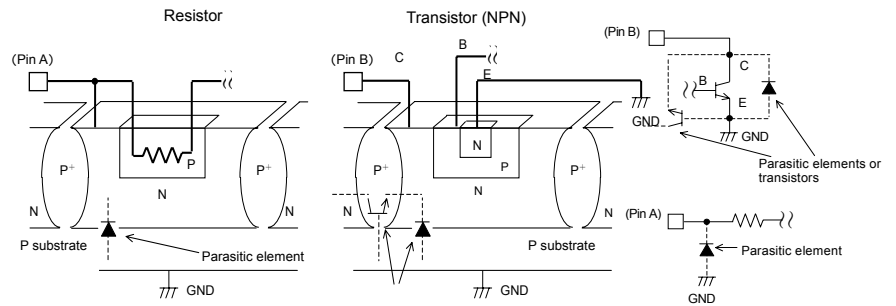 Resistor
Transistor (NPN)
(Pin A)
(Pin B)
C
B
E
(Pin B)
C
B
E
GND
GND
Parasitic elements or
transistors
P+
P
N
P+
N
N
P substrate
Parasitic element
GND
P+
N
P
N
P+
N
N
P substrate
GND
(Pin A)
Parasitic element
GND